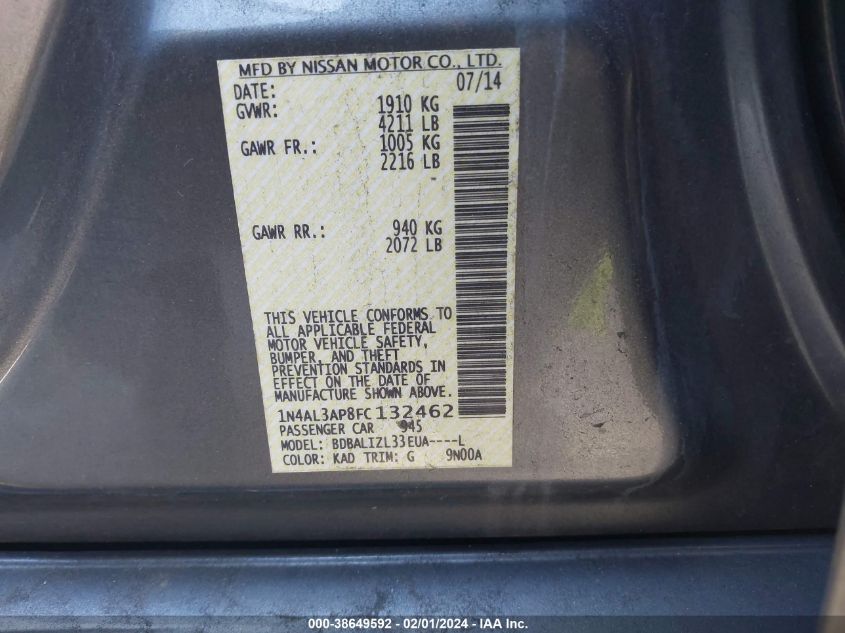 MFD BY NISSAN MOTOR CO., LTD.
DATE: 07/14
GVWR: 1910 KG
4211 LB
GAWR FR.: 1005 KG
2216 LB
-
GAWR RR.: 940 KG
2072 LB
THIS VEHICLE CONFORMS TO
ALL APPLICABLE FEDERAL
MOTOR VEHICLE SAFETY,
BUMPER, AND THEFT
PREVENTION STANDARDS IN
EFFECT ON THE DATE OF
MANUFACTURE SHOWN ABOVE.
1N4AL3AP8FC132462
PASSENGER CAR 945
MODEL: BDBALIZL33EUA----L
COLOR: KAD TRIM: G 9N00A
000-38649592 - 02/01/2024 - IAA Inc.